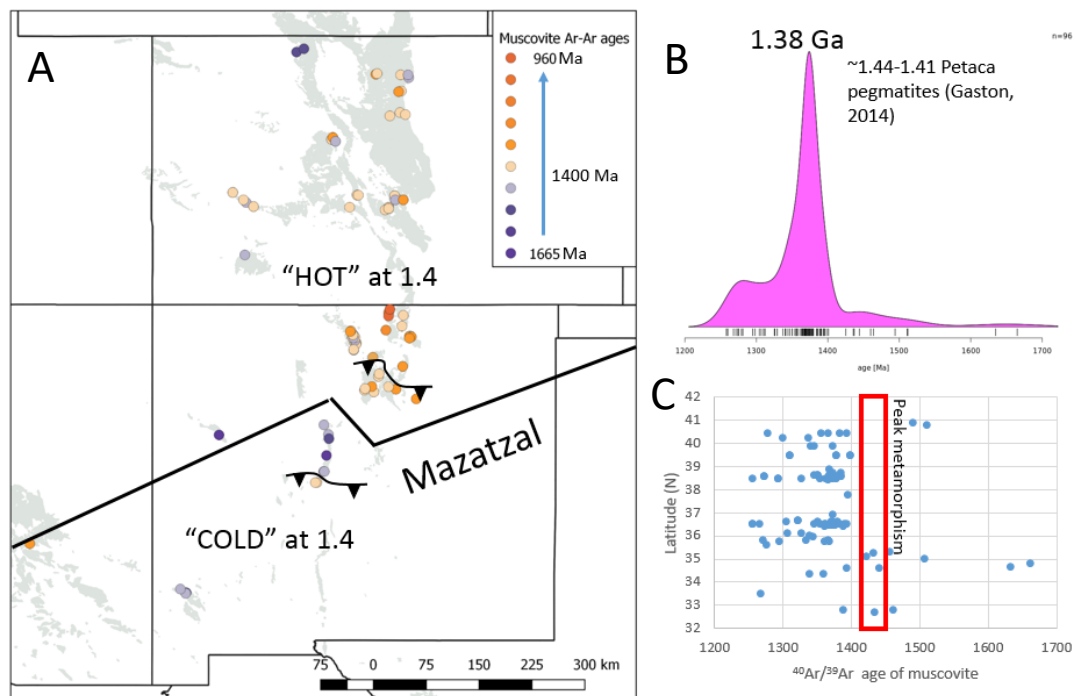 A
Muscovite Ar-Ar ages
960 Ma
1400 Ma
1665 Ma
“HOT” at 1.4
Mazatzal
“COLD” at 1.4
75 0 75 150 225 300 km
B
1.38 Ga
n=96
~1.44-1.41 Petaca
pegmatites (Gaston,
2014)
1200 1300 1400 1500 1600 1700
age [Ma]
C
42
41
40
39
38
37
36
35
34
33
32
Latitude (N)
Peak metamorphism
1200 1300 1400 1500 1600 1700
⁴⁰Ar/³⁹Ar age of muscovite